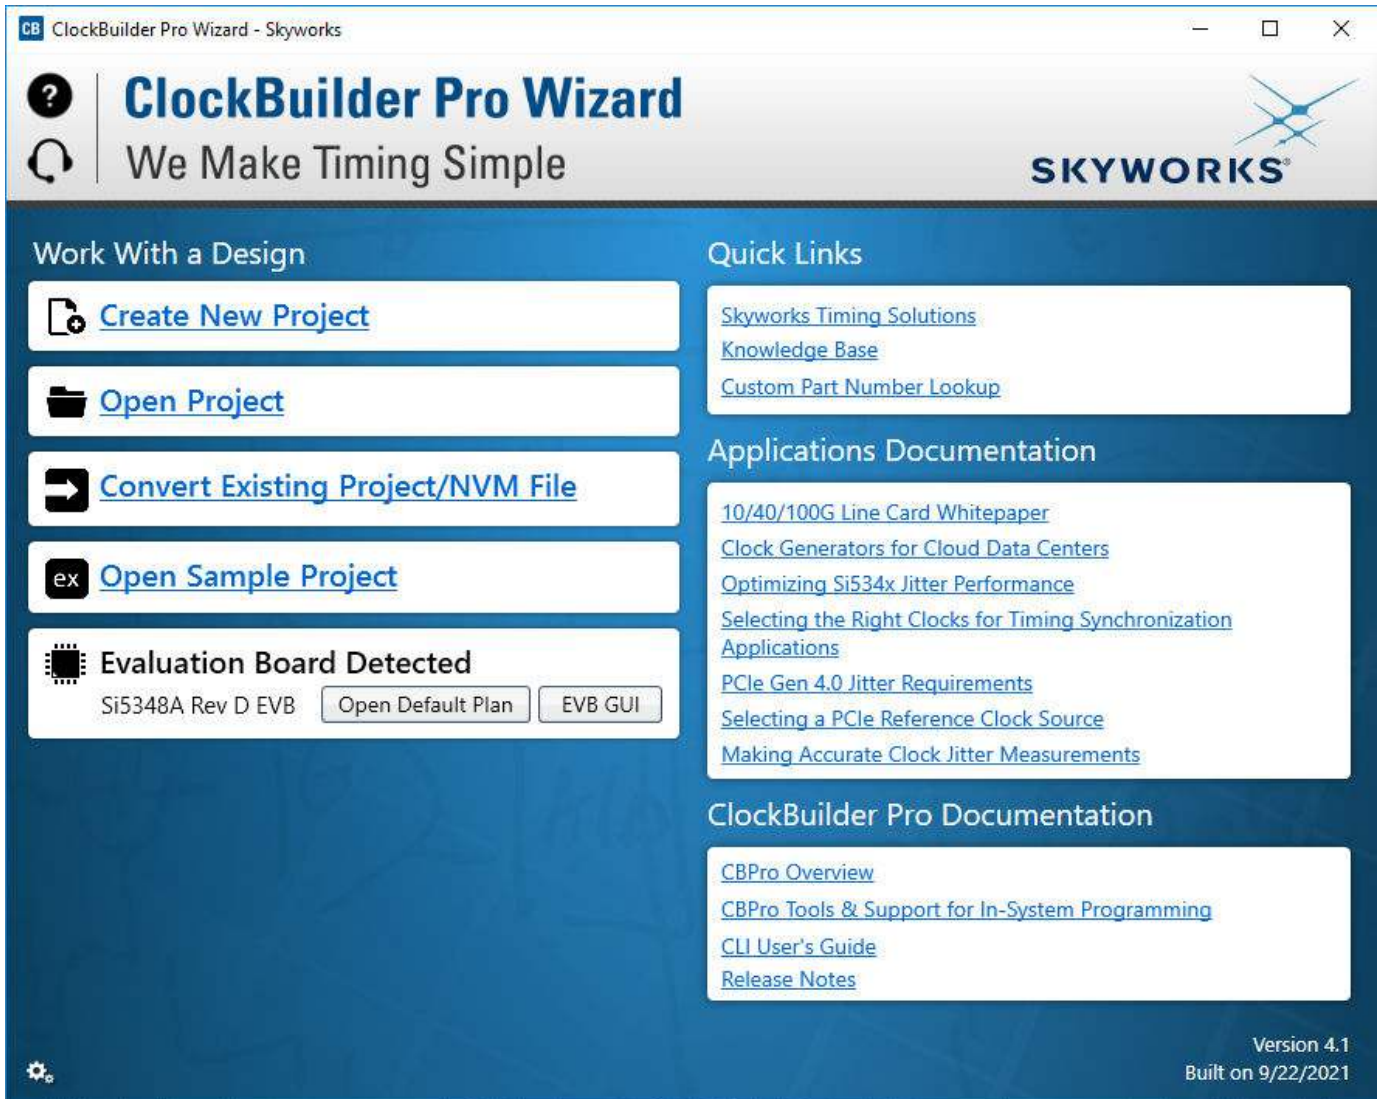 CB ClockBuilder Pro Wizard - Skyworks
?
ClockBuilder Pro Wizard
We Make Timing Simple
SKYWORKS®
Work With a Design
Create New Project
Open Project
Convert Existing Project/NVM File
ex Open Sample Project
Evaluation Board Detected
Si5348A Rev D EVB Open Default Plan EVB GUI
Quick Links
Skyworks Timing Solutions
Knowledge Base
Custom Part Number Lookup
Applications Documentation
10/40/100G Line Card Whitepaper
Clock Generators for Cloud Data Centers
Optimizing Si534x Jitter Performance
Selecting the Right Clocks for Timing Synchronization
Applications
PCIe Gen 4.0 Jitter Requirements
Selecting a PCIe Reference Clock Source
Making Accurate Clock Jitter Measurements
ClockBuilder Pro Documentation
CBPro Overview
CBPro Tools & Support for In-System Programming
CLI User's Guide
Release Notes
Version 4.1
Built on 9/22/2021